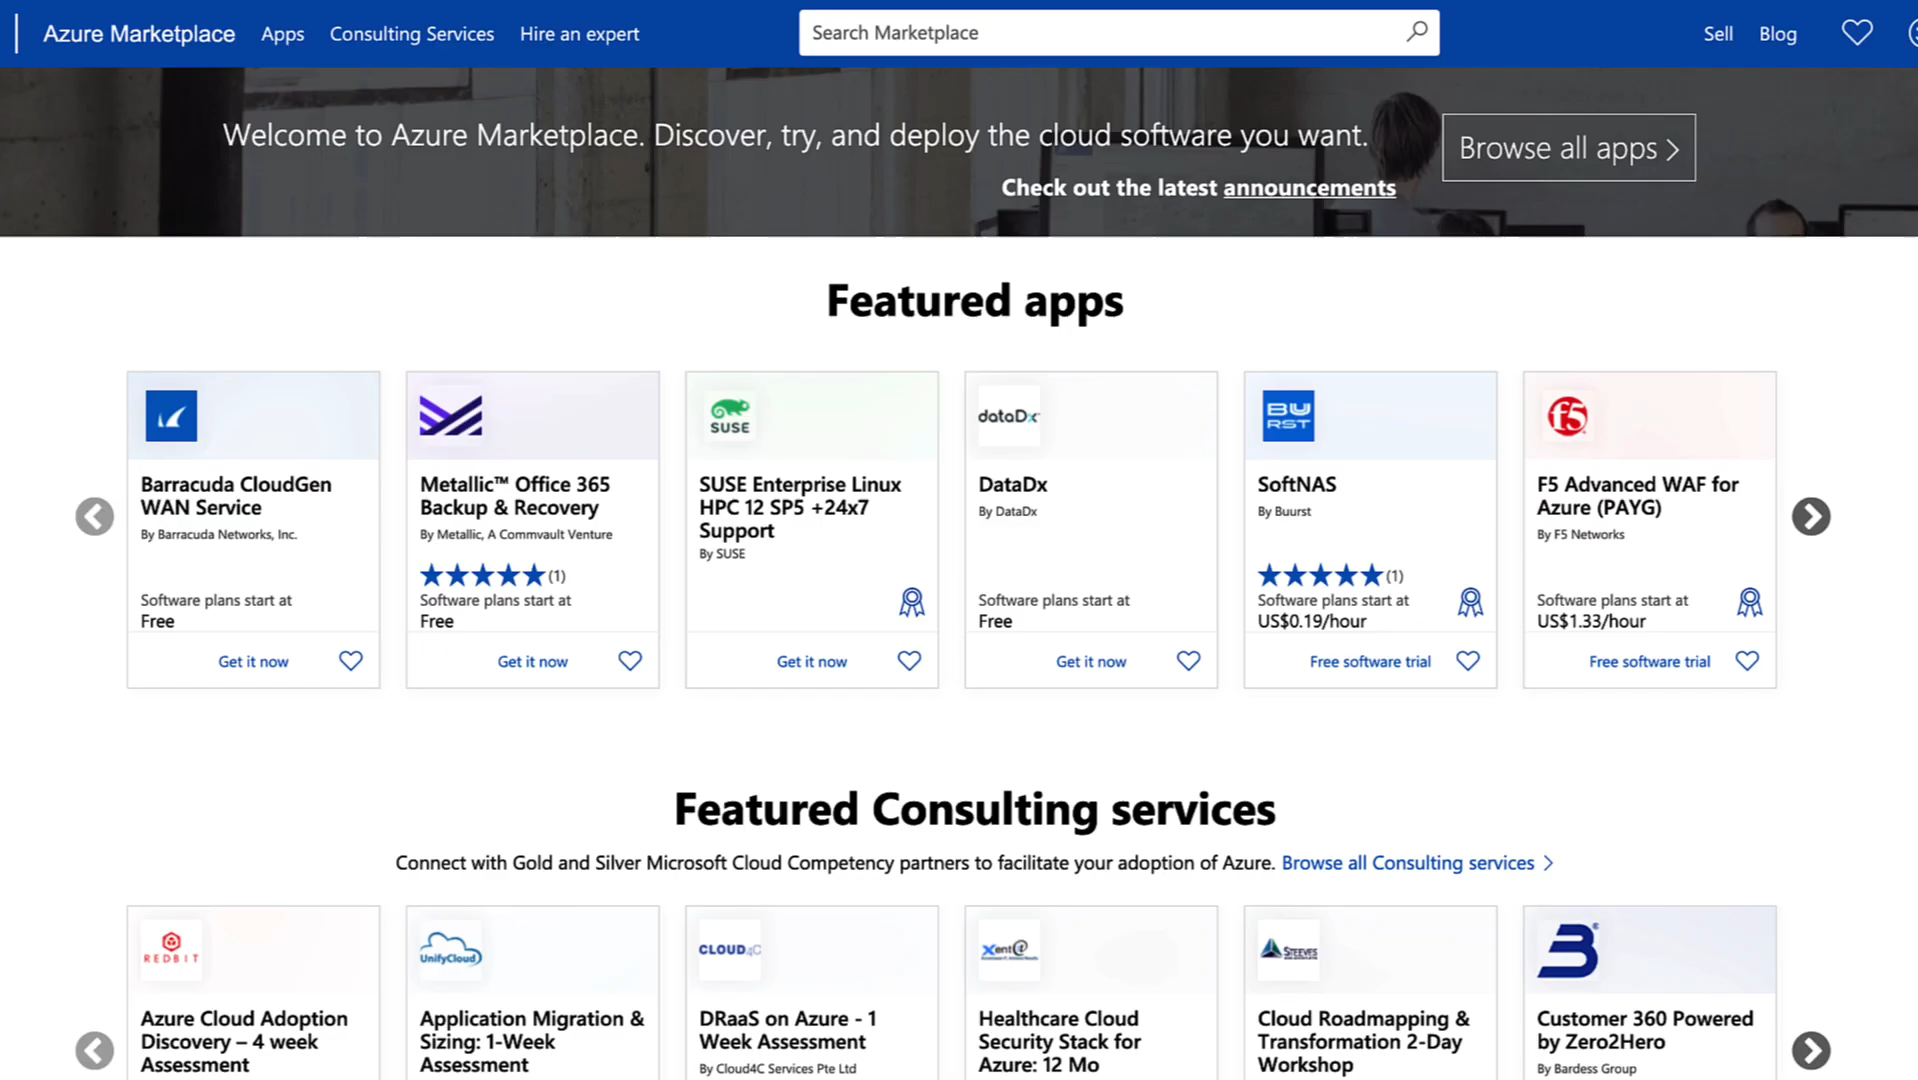 Azure Marketplace
Apps
Consulting Services
Hire an expert
Search Marketplace
Sell
Blog
Welcome to Azure Marketplace. Discover, try, and deploy the cloud software you want.
Check out the latest announcements
Browse all apps >
Featured apps
Barracuda CloudGen
WAN Service
By Barracuda Networks, Inc.
Software plans start at
Free
Get it now
Metallic™ Office 365
Backup & Recovery
By Metallic, A Commvault Venture
(1)
Software plans start at
Free
Get it now
SUSE
SUSE Enterprise Linux
HPC 12 SP5 +24x7
Support
By SUSE
Get it now
dataDx
DataDx
By DataDx
Software plans start at
Free
Get it now
BU
RST
SoftNAS
By Buurst
(1)
Software plans start at
US$0.19/hour
Free software trial
f5
F5 Advanced WAF for
Azure (PAYG)
By F5 Networks
Software plans start at
US$1.33/hour
Free software trial
Featured Consulting services
Connect with Gold and Silver Microsoft Cloud Competency partners to facilitate your adoption of Azure. Browse all Consulting services >
REDBIT
Azure Cloud Adoption
Discovery – 4 week
Assessment
UnifyCloud
Application Migration &
Sizing: 1-Week
Assessment
CLOUD4C
DRaaS on Azure - 1
Week Assessment
By Cloud4C Services Pte Ltd
Xent@
Healthcare Cloud
Security Stack for
Azure: 12 Mo
STEEVES
Cloud Roadmapping &
Transformation 2-Day
Workshop
Customer 360 Powered
by Zero2Hero
By Bardess Group